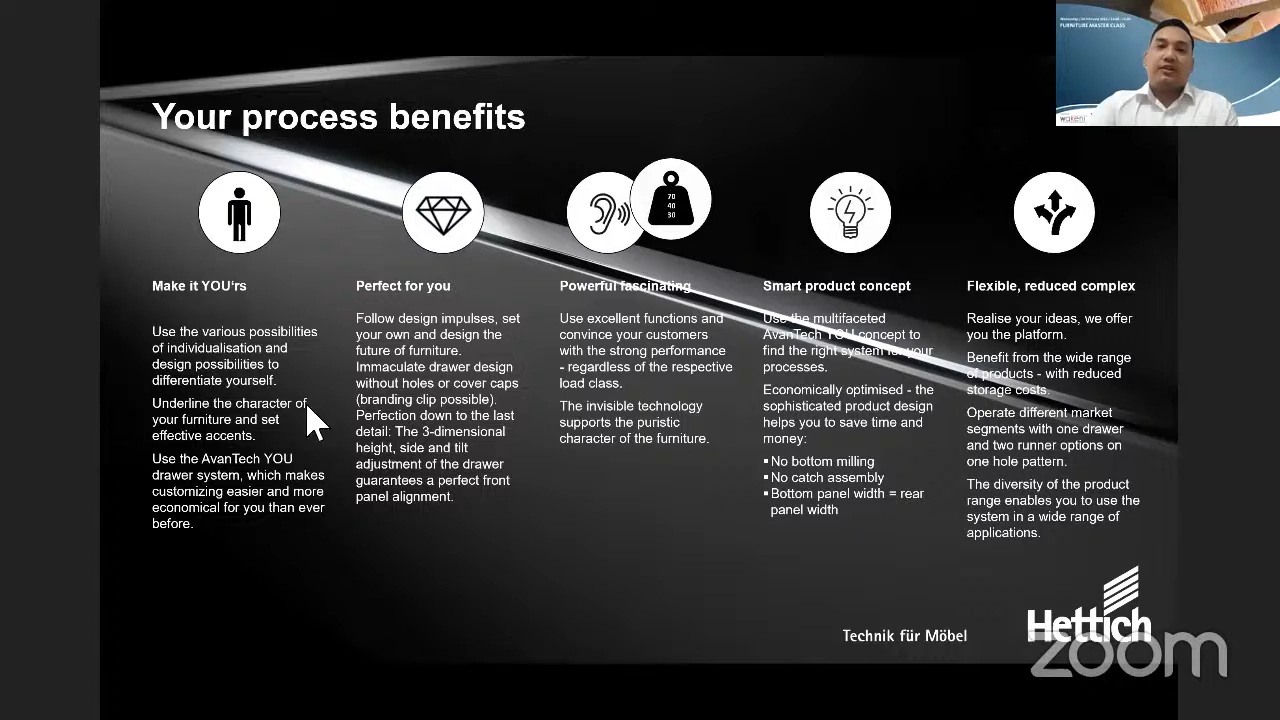 FURNITURE MASTER CLASS
Your process benefits
70
40
30
Make it YOU‘rs
Use the various possibilities
of individualisation and
design possibilities to
differentiate yourself.
Underline the character of
your furniture and set
effective accents.
Use the AvanTech YOU
drawer system, which makes
customizing easier and more
economical for you than ever
before.
Perfect for you
Follow design impulses, set
your own and design the
future of furniture.
Immaculate drawer design
without holes or cover caps
(branding clip possible).
Perfection down to the last
detail: The 3-dimensional
height, side and tilt
adjustment of the drawer
guarantees a perfect front
panel alignment.
Powerful fascinating
Use excellent functions and
convince your customers
with the strong performance
- regardless of the respective
load class.
The invisible technology
supports the puristic
character of the furniture.
Smart product concept
Use the multifaceted
AvanTech YOU concept to
find the right system for your
processes.
Economically optimised - the
sophisticated product design
helps you to save time and
money:
▪ No bottom milling
▪ No catch assembly
▪ Bottom panel width = rear
panel width
Flexible, reduced complex
Realise your ideas, we offer
you the platform.
Benefit from the wide range
of products - with reduced
storage costs.
Operate different market
segments with one drawer
and two runner options on
one hole pattern.
The diversity of the product
range enables you to use the
system in a wide range of
applications.
Technik für Möbel
Hettich
zoom